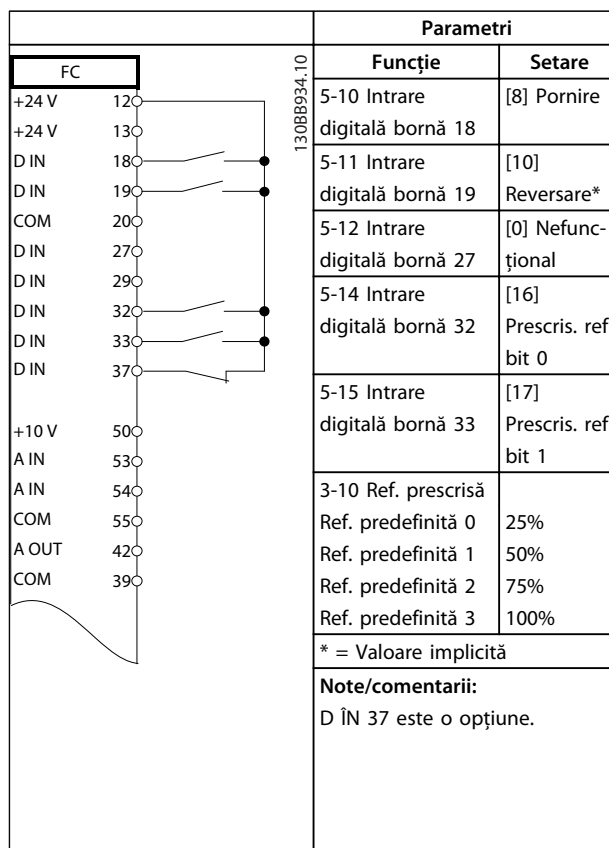 FC
+24 V 12
+24 V 13
D IN 18
D IN 19
COM 20
D IN 27
D IN 29
D IN 32
D IN 33
D IN 37
+10 V 50
A IN 53
A IN 54
COM 55
A OUT 42
COM 39
130BB934.10
Parametri
Funcție Setare
5-10 Intrare [8] Pornire
digitală bornă 18
5-11 Intrare [10]
digitală bornă 19 Reversare*
5-12 Intrare [0] Nefunc-
digitală bornă 27 țional
5-14 Intrare [16]
digitală bornă 32 Prescris. ref
bit 0
5-15 Intrare [17]
digitală bornă 33 Prescris. ref
bit 1
3-10 Ref. prescrisă
Ref. predefinită 0 25%
Ref. predefinită 1 50%
Ref. predefinită 2 75%
Ref. predefinită 3 100%
* = Valoare implicită
Note/comentarii:
D ÎN 37 este o opțiune.